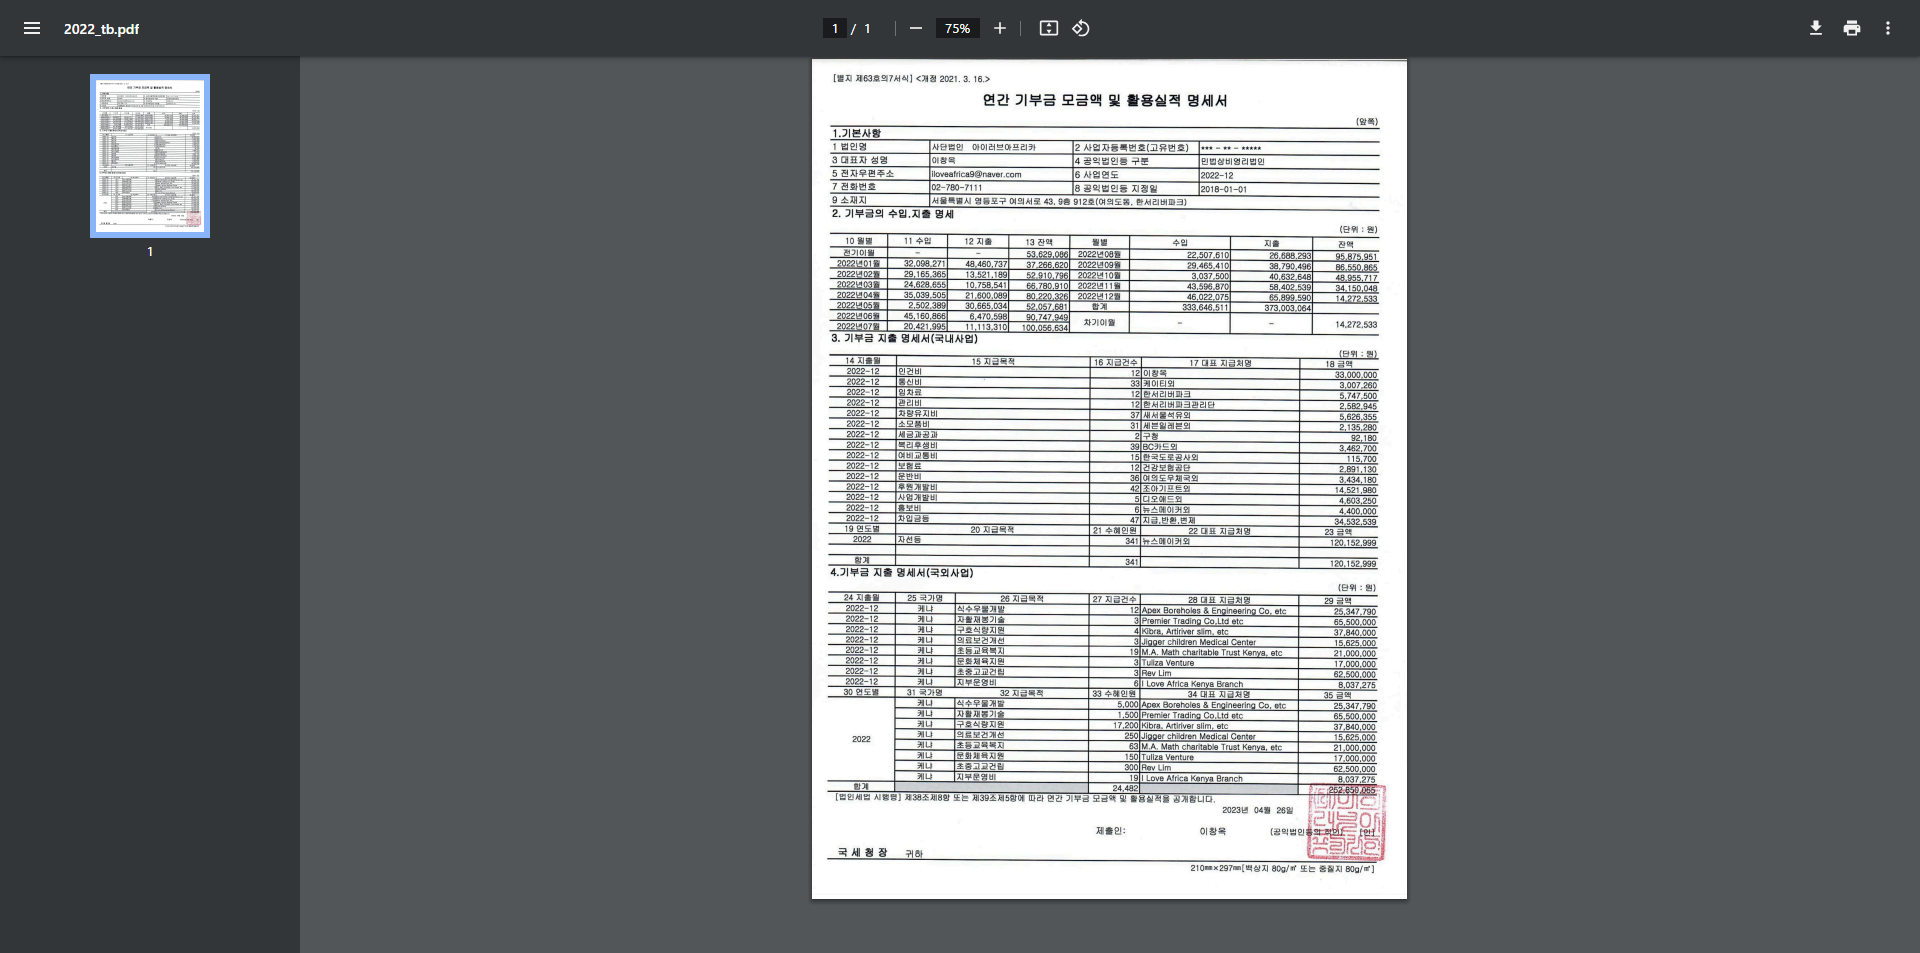 2022_tb.pdf
1 / 1
75%
1
[별지 제63호의7서식] <개정 2021. 3. 16.>
연간 기부금 모금액 및 활용실적 명세서
(앞쪽)
1.기본사항
1 법인명 사단법인 아이러브아프리카 2 사업자등록번호(고유번호) *** - ** - *****
3 대표자 성명 이창옥 4 공익법인등 구분 민법상비영리법인
5 전자우편주소 iloveafrica9@naver.com 6 사업연도 2022-12
7 전화번호 02-780-7111 8 공익법인등 지정일 2018-01-01
9 소재지 서울특별시 영등포구 여의서로 43, 9층 912호(여의도동, 한서리버파크)
2. 기부금의 수입.지출 명세
(단위 : 원)
10 월별 11 수입 12 지출 13 잔액 월별 수입 지출 잔액
전기이월 - - 53,629,086 2022년08월 22,507,610 26,688,293 95,875,951
2022년01월 32,098,271 48,460,737 37,266,620 2022년09월 29,465,410 38,790,496 86,550,865
2022년02월 29,165,365 13,521,189 52,910,796 2022년10월 3,037,500 40,632,648 48,955,717
2022년03월 24,628,655 10,758,541 66,780,910 2022년11월 43,596,870 58,402,539 34,150,048
2022년04월 35,039,505 21,600,089 80,220,326 2022년12월 46,022,075 65,899,590 14,272,533
2022년05월 2,502,389 30,665,034 52,057,681 합계 333,646,511 373,003,064
2022년06월 45,160,866 6,470,598 90,747,949 차기이월 - - 14,272,533
2022년07월 20,421,995 11,113,310 100,056,634
3. 기부금 지출 명세서(국내사업)
(단위 : 원)
14 지출월 15 지급목적 16 지급건수 17 대표 지급처명 18 금액
2022-12 인건비 12 이창옥 33,000,000
2022-12 통신비 33 케이티외 3,007,260
2022-12 임차료 12 한서리버파크 5,747,500
2022-12 관리비 12 한서리버파크관리단 2,582,945
2022-12 차량유지비 37 새서울석유외 5,626,355
2022-12 소모품비 31 세븐일레븐외 2,135,280
2022-12 세금과공과 2 구청 92,180
2022-12 복리후생비 39 BC카드외 3,462,700
2022-12 여비교통비 15 한국도로공사외 115,700
2022-12 보험료 12 건강보험공단 2,891,130
2022-12 운반비 36 여의도우체국외 3,434,180
2022-12 후원개발비 42 조아기프트외 14,521,980
2022-12 사업개발비 5 디오애드외 4,603,250
2022-12 홍보비 6 뉴스메이커외 4,400,000
2022-12 차입금등 47 지급,반환,변제 34,532,539
19 연도별 20 지급목적 21 수혜인원 22 대표 지급처명 23 금액
2022 자선등 341 뉴스메이커외 120,152,999
합계 341 120,152,999
4.기부금 지출 명세서(국외사업)
(단위 : 원)
24 지출월 25 국가명 26 지급목적 27 지급건수 28 대표 지급처명 29 금액
2022-12 케냐 식수우물개발 12 Apex Boreholes & Engineering Co, etc 25,347,790
2022-12 케냐 자활재봉기술 3 Premier Trading Co,Ltd etc 65,500,000
2022-12 케냐 구호식량지원 4 Kibra, Artiriver slim, etc 37,840,000
2022-12 케냐 의료보건개선 3 Jigger children Medical Center 15,625,000
2022-12 케냐 초등교육복지 19 M.A. Math charitable Trust Kenya, etc 21,000,000
2022-12 케냐 문화체육지원 3 Tuliza Venture 17,000,000
2022-12 케냐 초중고교건립 3 Rev Lim 62,500,000
2022-12 케냐 지부운영비 6 I Love Africa Kenya Branch 8,037,275
30 연도별 31 국가명 32 지급목적 33 수혜인원 34 대표 지급처명 35 금액
케냐 식수우물개발 5,000 Apex Boreholes & Engineering Co, etc 25,347,790
케냐 자활재봉기술 1,500 Premier Trading Co,Ltd etc 65,500,000
케냐 구호식량지원 17,200 Kibra, Artiriver slim, etc 37,840,000
2022 케냐 의료보건개선 250 Jigger children Medical Center 15,625,000
케냐 초등교육복지 63 M.A. Math charitable Trust Kenya, etc 21,000,000
케냐 문화체육지원 150 Tuliza Venture 17,000,000
케냐 초중고교건립 300 Rev Lim 62,500,000
케냐 지부운영비 19 I Love Africa Kenya Branch 8,037,275
합계 24,482 252,850,065
[법인세법 시행령] 제38조제8항 또는 제39조제5항에 따라 연간 기부금 모금액 및 활용실적을 공개합니다.
2023년 04월 26일
제출인: 이창옥 (공익법인등의 직인) [인]
국 세 청 장 귀하
210㎜×297㎜[백상지 80g/㎡ 또는 중질지 80g/㎡]